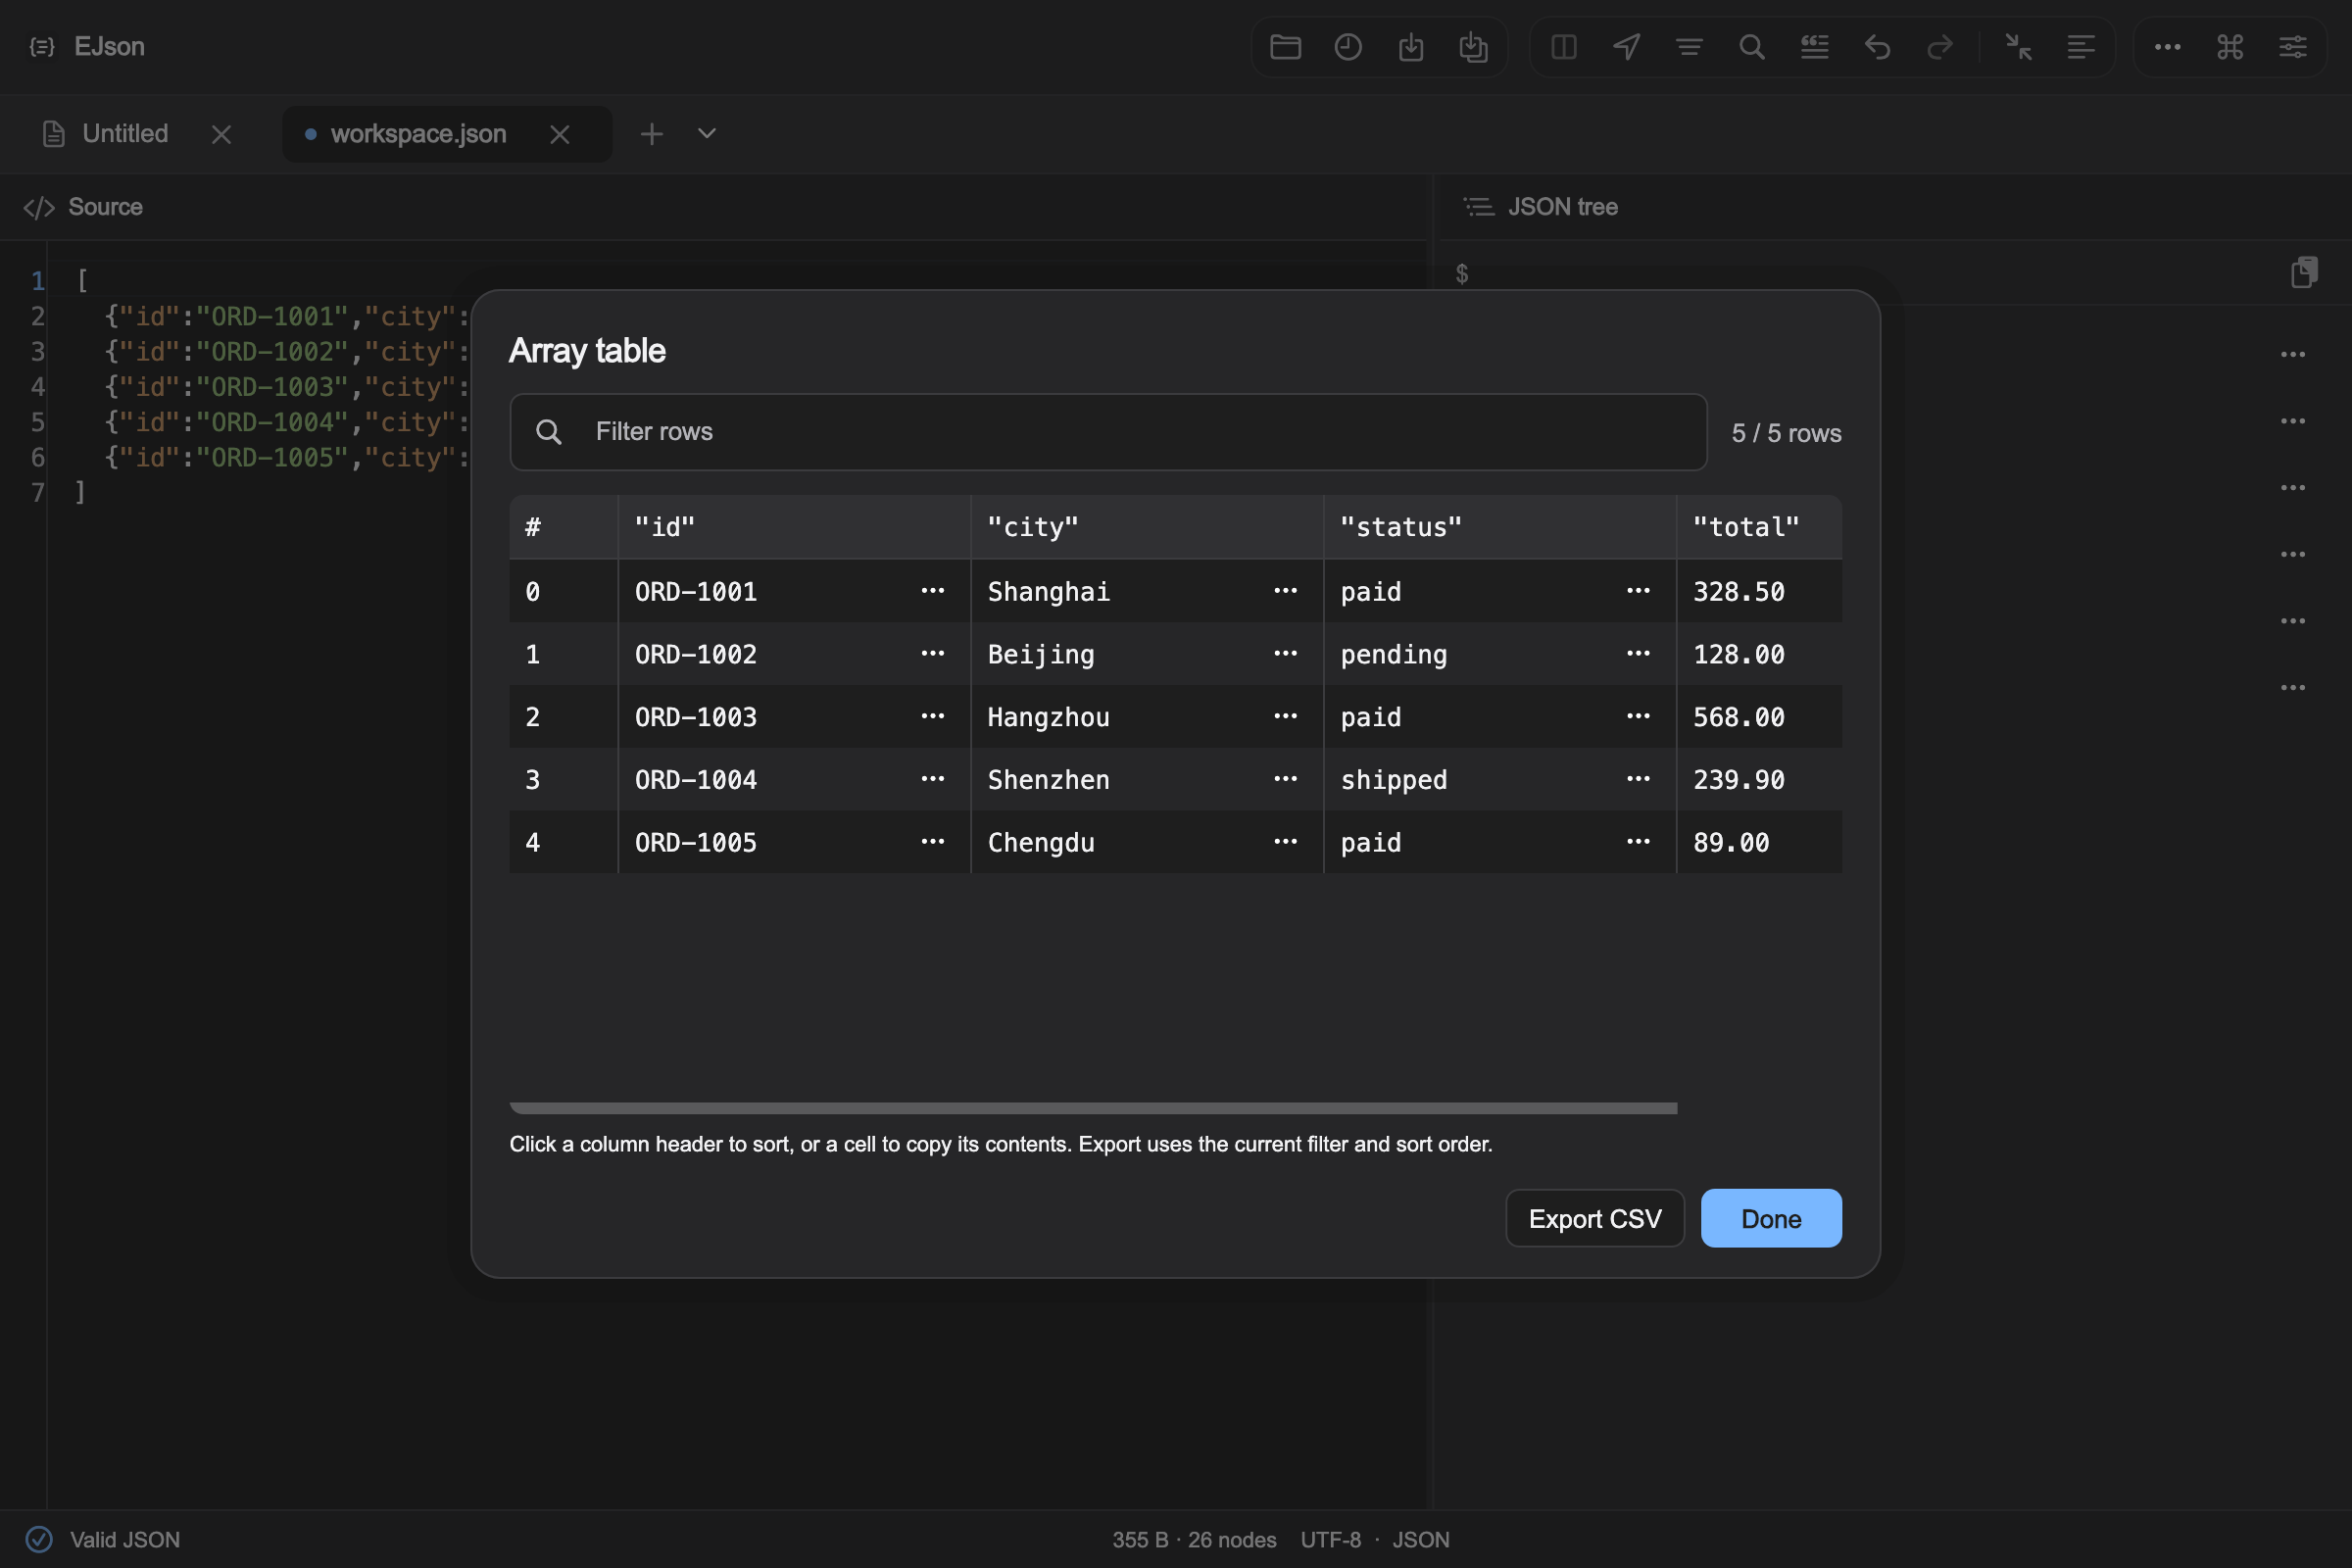 EJson
Untitled
workspace.json
Source
JSON tree
$
1 [
2 {"id":"ORD-1001","city":
3 {"id":"ORD-1002","city":
4 {"id":"ORD-1003","city":
5 {"id":"ORD-1004","city":
6 {"id":"ORD-1005","city":
7 ]
Array table
Filter rows
5 / 5 rows
# "id" "city" "status" "total"
0 ORD-1001 ··· Shanghai ··· paid ··· 328.50
1 ORD-1002 ··· Beijing ··· pending ··· 128.00
2 ORD-1003 ··· Hangzhou ··· paid ··· 568.00
3 ORD-1004 ··· Shenzhen ··· shipped ··· 239.90
4 ORD-1005 ··· Chengdu ··· paid ··· 89.00
Click a column header to sort, or a cell to copy its contents. Export uses the current filter and sort order.
Export CSV
Done
Valid JSON
355 B · 26 nodes UTF-8 · JSON